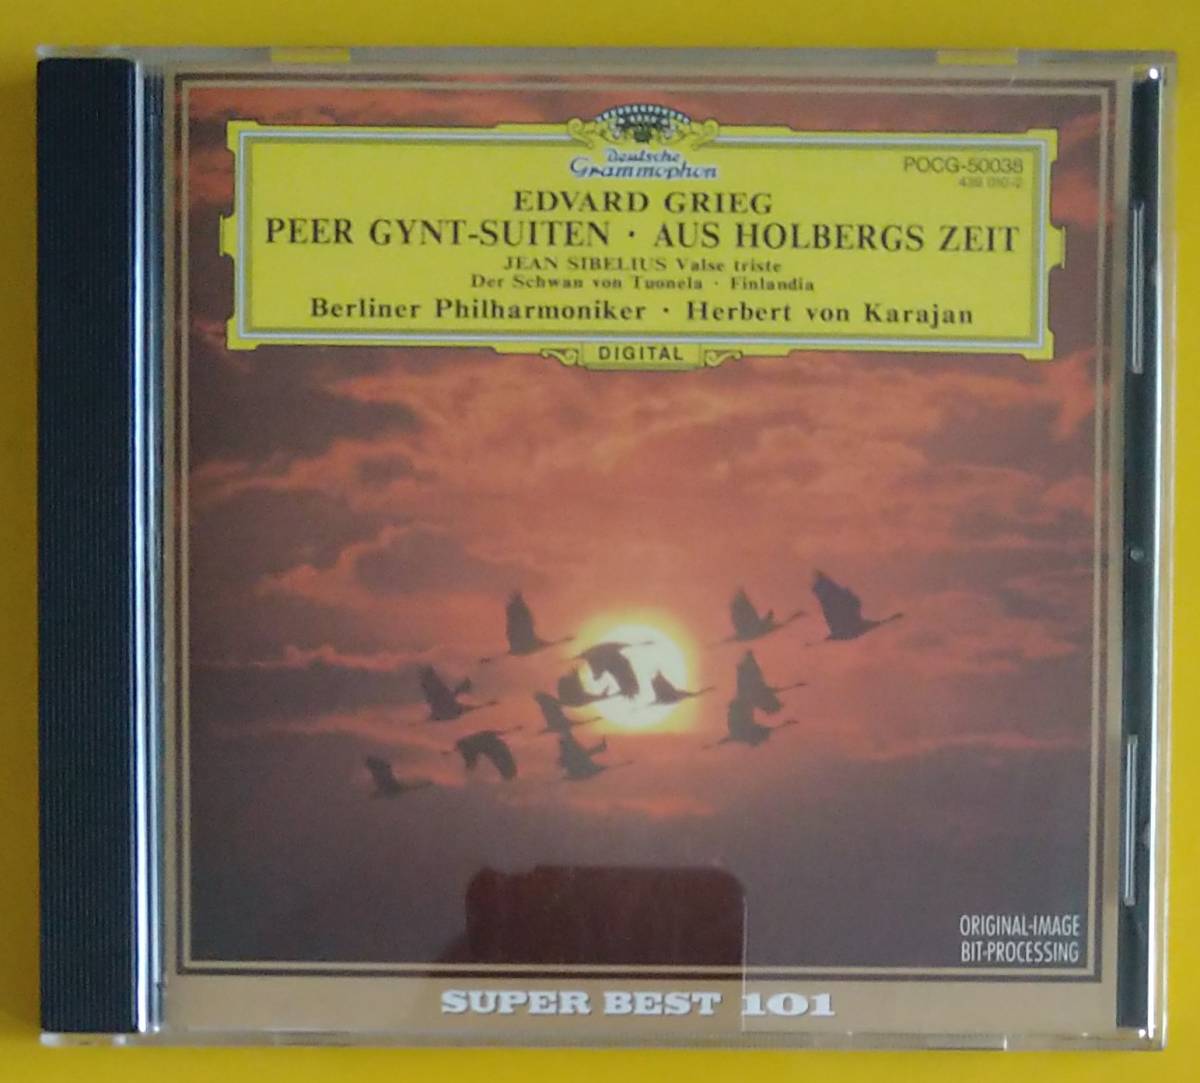 Deutsche
Grammophon
POCG-50038
439 010-2
EDVARD GRIEG
PEER GYNT-SUITEN · AUS HOLBERGS ZEIT
JEAN SIBELIUS Valse triste
Der Schwan von Tuonela · Finlandia
Berliner Philharmoniker · Herbert von Karajan
DIGITAL
ORIGINAL-IMAGE
BIT-PROCESSING
SUPER BEST 101